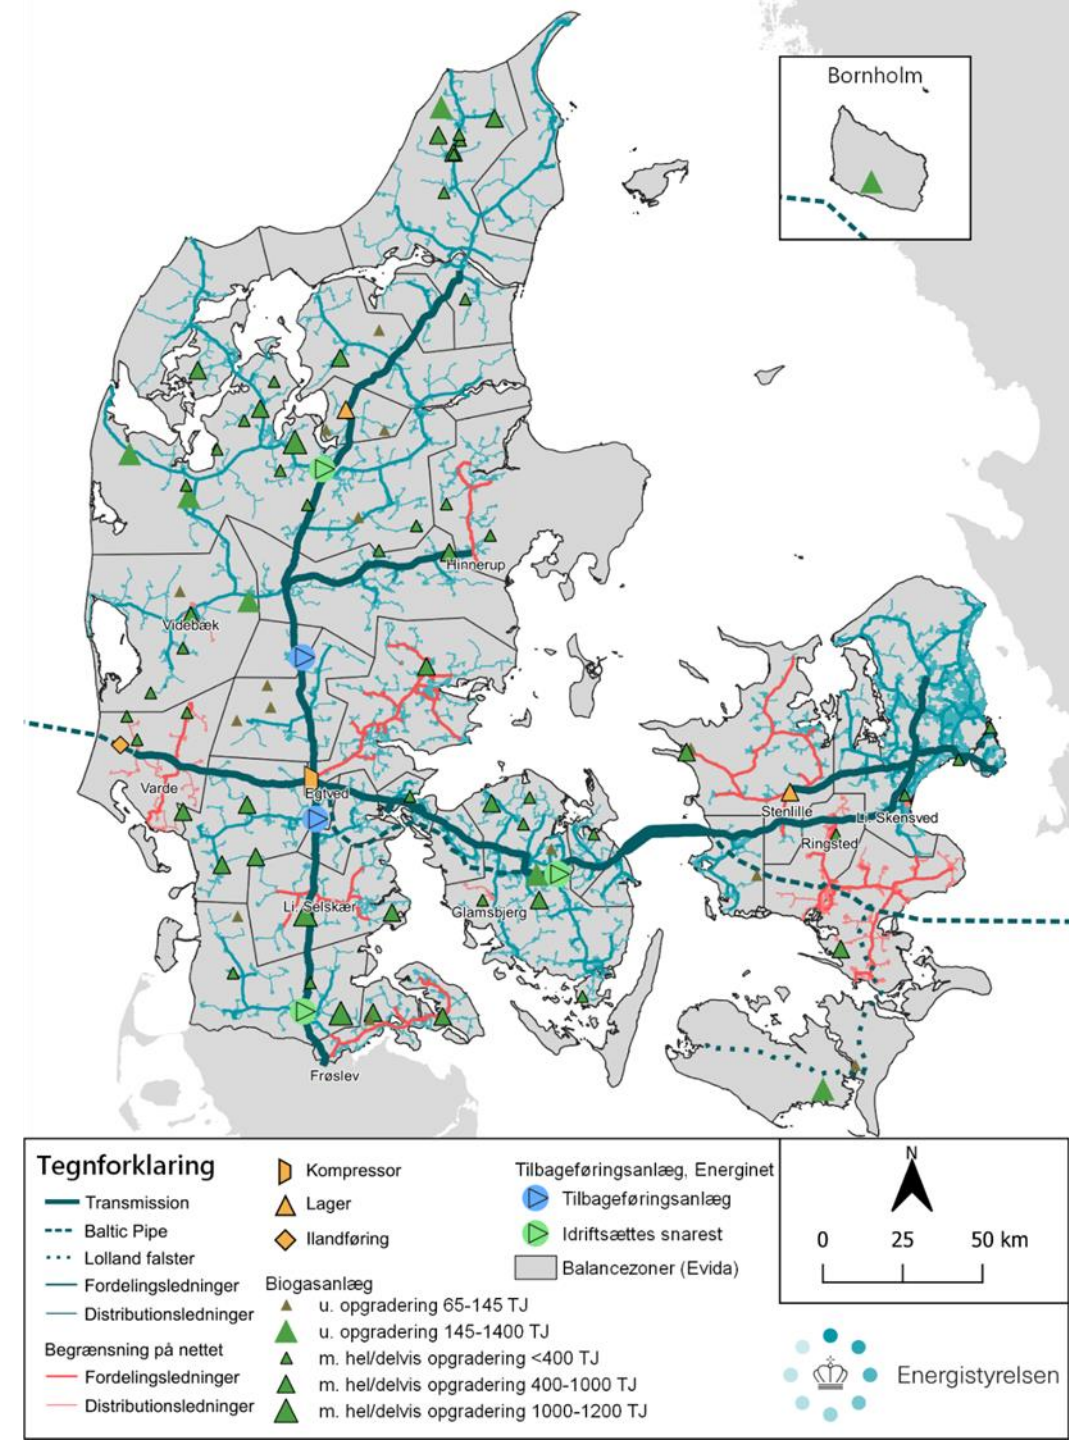 Bornholm
Hinnerup
Videbæk
Varde
Egtved
Stenlille
Ll. Skensved
Ringsted
Li. Selskær
Glamsbjerg
Frøslev
Tegnforklaring
Transmission
Baltic Pipe
Lolland falster
Fordelingsledninger
Distributionsledninger
Begrænsning på nettet
Fordelingsledninger
Distributionsledninger
Kompressor
Lager
Ilandføring
Biogasanlæg
u. opgradering 65-145 TJ
u. opgradering 145-1400 TJ
m. hel/delvis opgradering <400 TJ
m. hel/delvis opgradering 400-1000 TJ
m. hel/delvis opgradering 1000-1200 TJ
Tilbageføringsanlæg, Energinet
Tilbageføringsanlæg
Idriftsættes snarest
Balancezoner (Evida)
N
0 25 50 km
Energistyrelsen